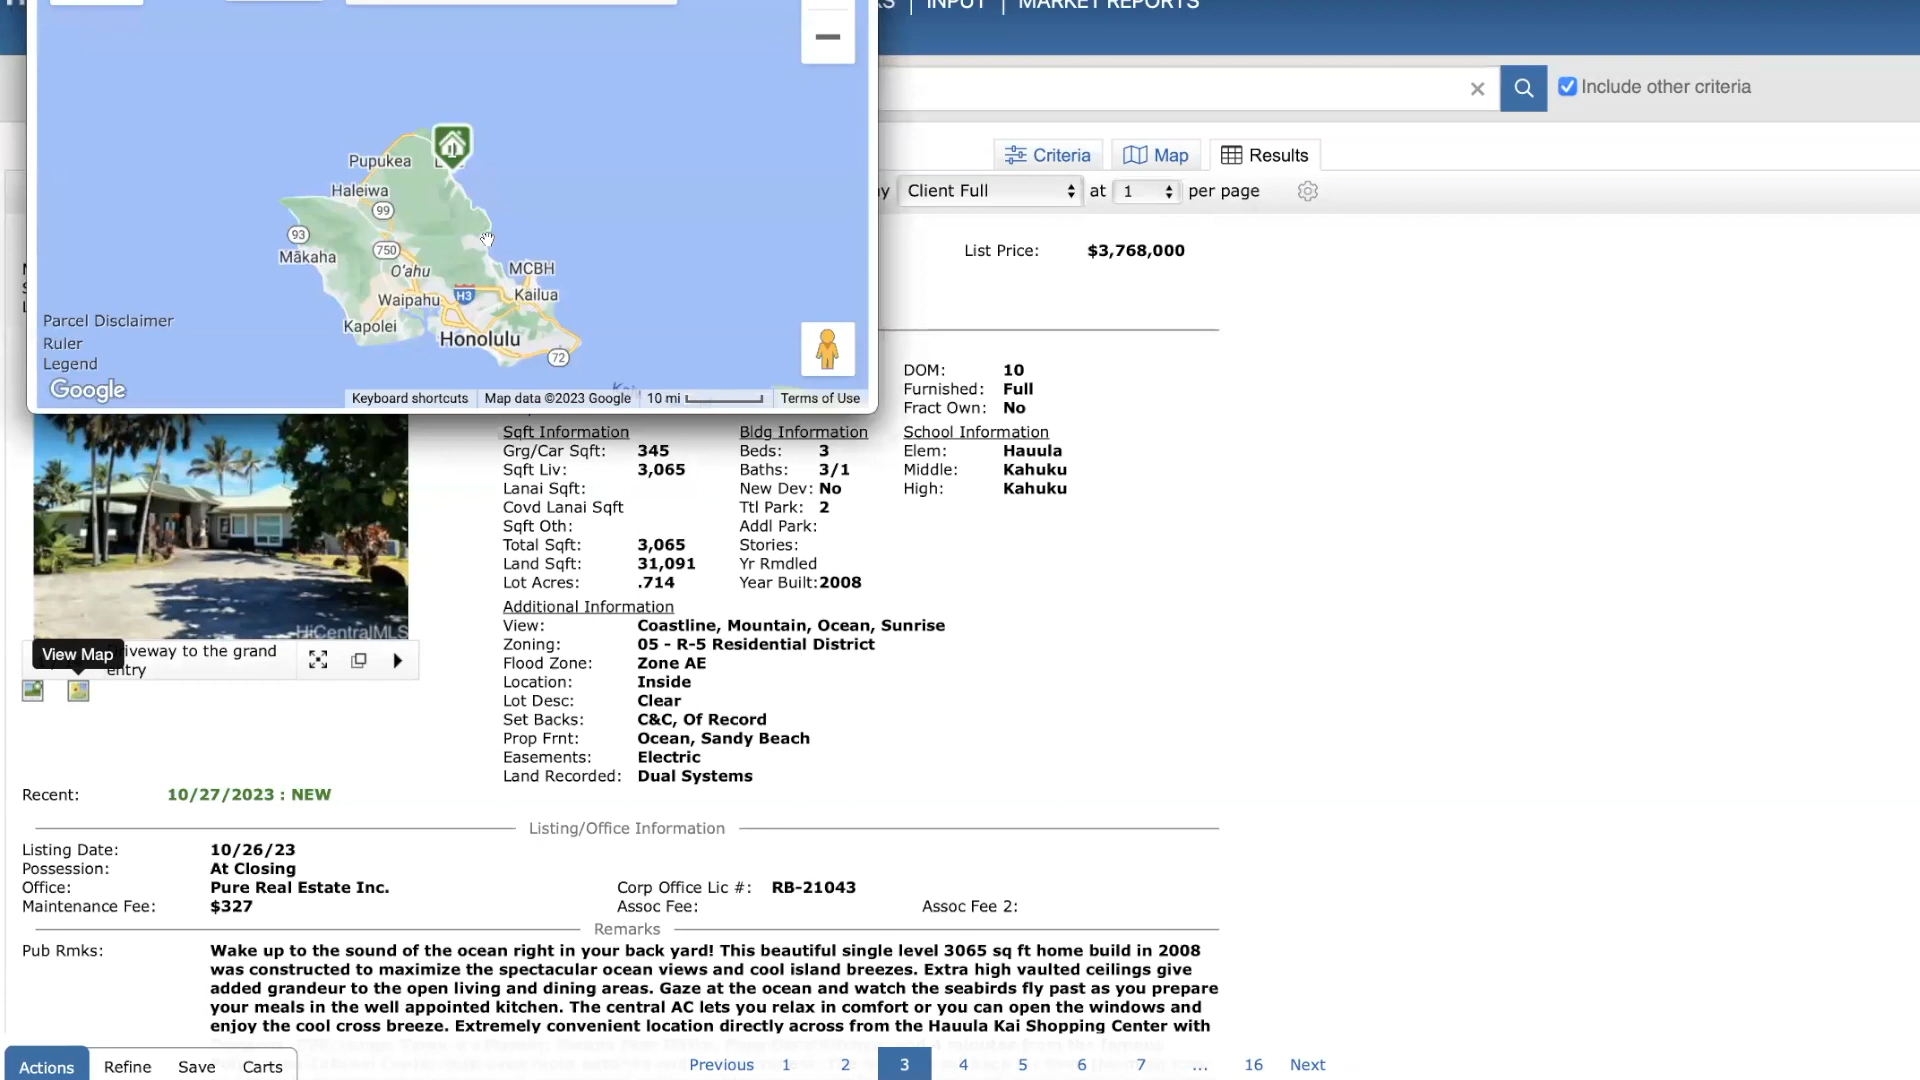 INPUT | MARKET REPORTS
Include other criteria
Criteria
Map
Results
Client Full
at
1
per page
List Price: $3,768,000
Pupukea
Haleiwa
99
93
750
Mākaha
O'ahu
MCBH
H3
Kailua
Waipahu
Kapolei
Honolulu
72
Parcel Disclaimer
Ruler
Legend
Google
Keyboard shortcuts
Map data ©2023 Google
10 mi
Terms of Use
DOM: 10
Furnished: Full
Fract Own: No
Sqft Information
Grg/Car Sqft: 345
Sqft Liv: 3,065
Lanai Sqft:
Covd Lanai Sqft
Sqft Oth:
Total Sqft: 3,065
Land Sqft: 31,091
Lot Acres: .714
Bldg Information
Beds: 3
Baths: 3/1
New Dev: No
Ttl Park: 2
Addl Park:
Stories:
Yr Rmdled
Year Built: 2008
School Information
Elem: Hauula
Middle: Kahuku
High: Kahuku
Additional Information
View: Coastline, Mountain, Ocean, Sunrise
Zoning: 05 - R-5 Residential District
Flood Zone: Zone AE
Location: Inside
Lot Desc: Clear
Set Backs: C&C, Of Record
Prop Frnt: Ocean, Sandy Beach
Easements: Electric
Land Recorded: Dual Systems
HiCentralMLS
View Map
to the grand
entry
Recent: 10/27/2023 : NEW
Listing/Office Information
Listing Date: 10/26/23
Possession: At Closing
Office: Pure Real Estate Inc. Corp Office Lic #: RB-21043
Maintenance Fee: $327 Assoc Fee: Assoc Fee 2:
Remarks
Pub Rmks: Wake up to the sound of the ocean right in your back yard! This beautiful single level 3065 sq ft home build in 2008
was constructed to maximize the spectacular ocean views and cool island breezes. Extra high vaulted ceilings give
added grandeur to the open living and dining areas. Gaze at the ocean and watch the seabirds fly past as you prepare
your meals in the well appointed kitchen. The central AC lets you relax in comfort or you can open the windows and
enjoy the cool cross breeze. Extremely convenient location directly across from the Hauula Kai Shopping Center with
Actions Refine Save Carts
Previous 1 2 3 4 5 6 7 ... 16 Next